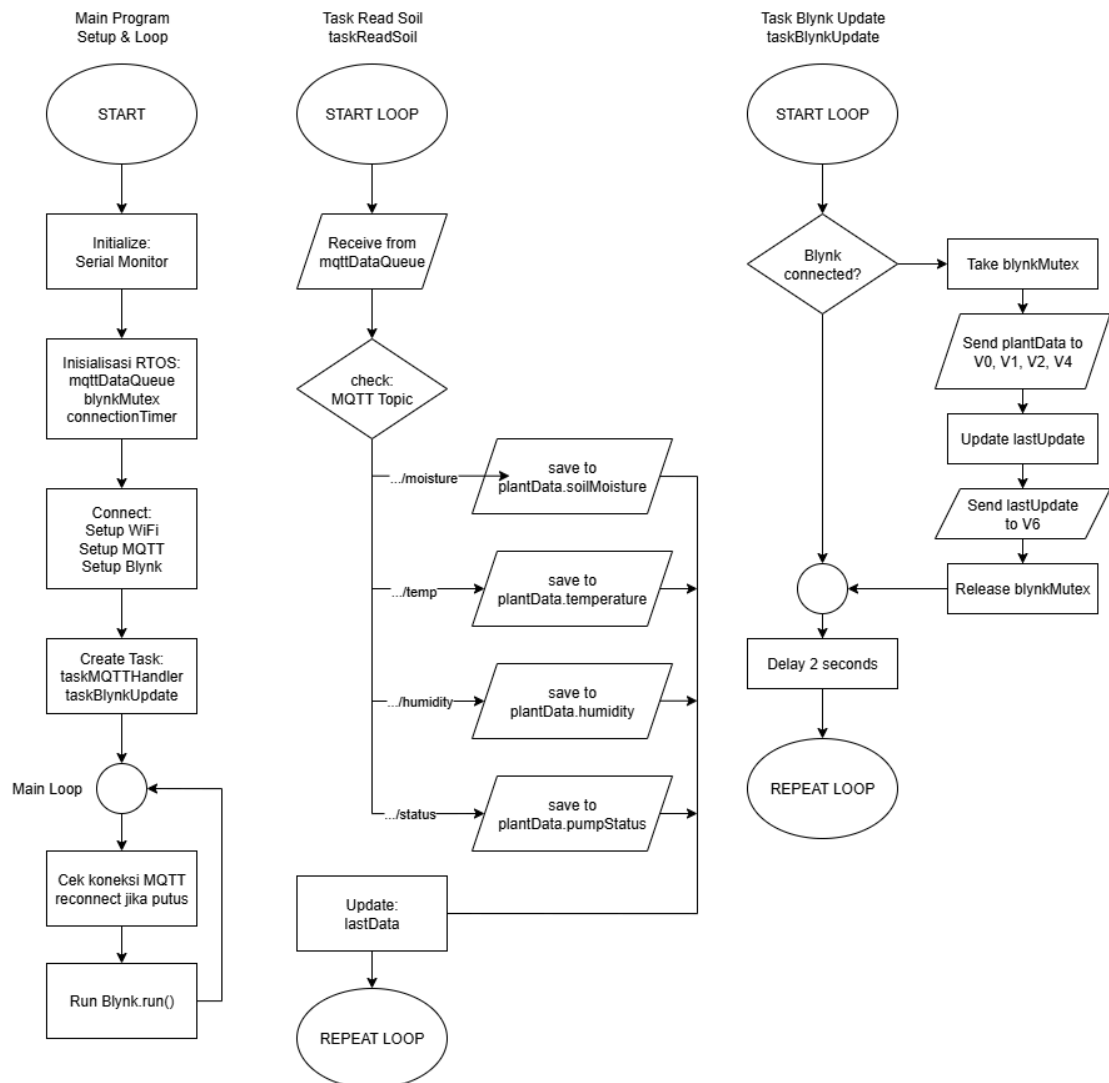 Main Program
Setup & Loop
START
Initialize:
Serial Monitor
Inisialisasi RTOS:
mqttDataQueue
blynkMutex
connectionTimer
Connect:
Setup WiFi
Setup MQTT
Setup Blynk
Create Task:
taskMQTTHandler
taskBlynkUpdate
Main Loop
Cek koneksi MQTT
reconnect jika putus
Run Blynk.run()
Task Read Soil
taskReadSoil
START LOOP
Receive from
mqttDataQueue
check:
MQTT Topic
.../moisture
save to
plantData.soilMoisture
.../temp
save to
plantData.temperature
.../humidity
save to
plantData.humidity
.../status
save to
plantData.pumpStatus
Update:
lastData
REPEAT LOOP
Task Blynk Update
taskBlynkUpdate
START LOOP
Blynk
connected?
Take blynkMutex
Send plantData to
V0, V1, V2, V4
Update lastUpdate
Send lastUpdate
to V6
Release blynkMutex
Delay 2 seconds
REPEAT LOOP